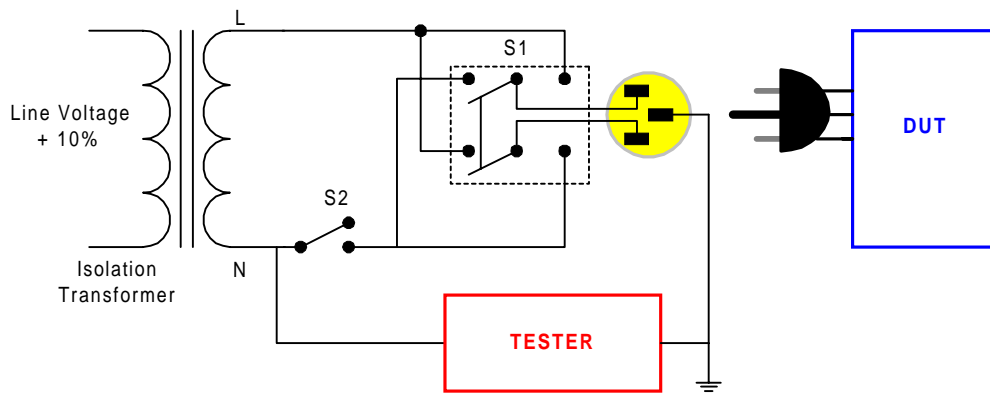 L
S1
Line Voltage
+ 10%
DUT
S2
Isolation
Transformer
N
TESTER